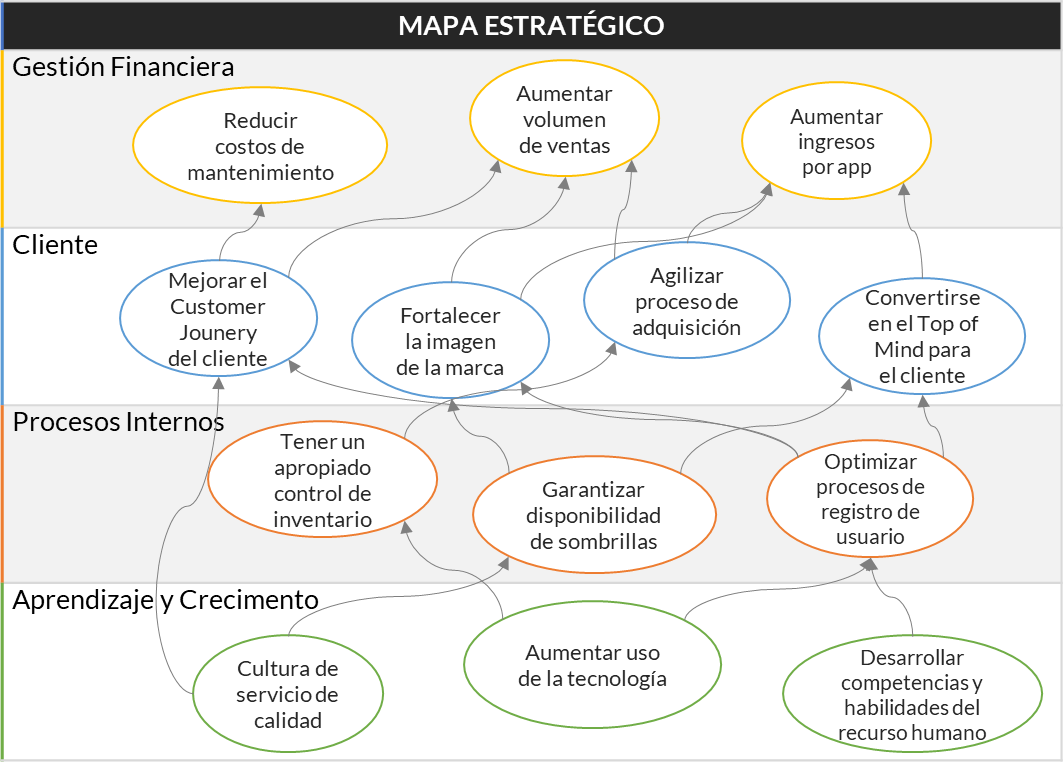 MAPA ESTRATÉGICO
Gestión Financiera
Reducir
costos de
mantenimiento
Aumentar
volumen
de ventas
Aumentar
ingresos
por app
Cliente
Mejorar el
Customer
Jounery
del cliente
Fortalecer
la imagen
de la marca
Agilizar
proceso de
adquisición
Convertirse
en el Top of
Mind para
el cliente
Procesos Internos
Tener un
apropiado
control de
inventario
Garantizar
disponibilidad
de sombrillas
Optimizar
procesos de
registro de
usuario
Aprendizaje y Crecimento
Cultura de
servicio de
calidad
Aumentar uso
de la tecnología
Desarrollar
competencias y
habilidades del
recurso humano